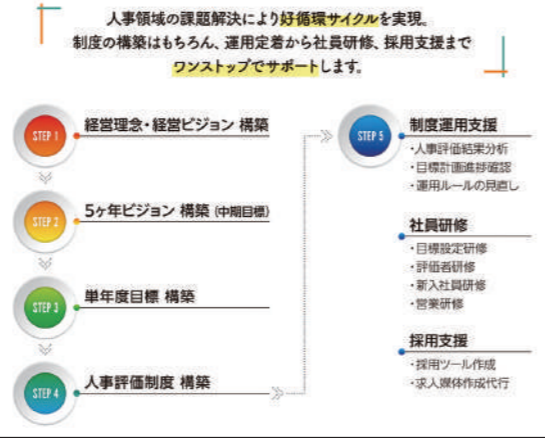 人事領域の課題解決により好循環サイクルを実現。
制度の構築はもちろん、運用定着から社員研修、採用支援まで
ワンストップでサポートします。
STEP 1
経営理念・経営ビジョン 構築
STEP 2
5ヶ年ビジョン 構築 (中期目標)
STEP 3
単年度目標 構築
STEP 4
人事評価制度 構築
STEP 5
制度運用支援
・人事評価結果分析
・目標計画進捗確認
・運用ルールの見直し
社員研修
・目標設定研修
・評価者研修
・新入社員研修
・営業研修
採用支援
・採用ツール作成
・求人媒体作成代行